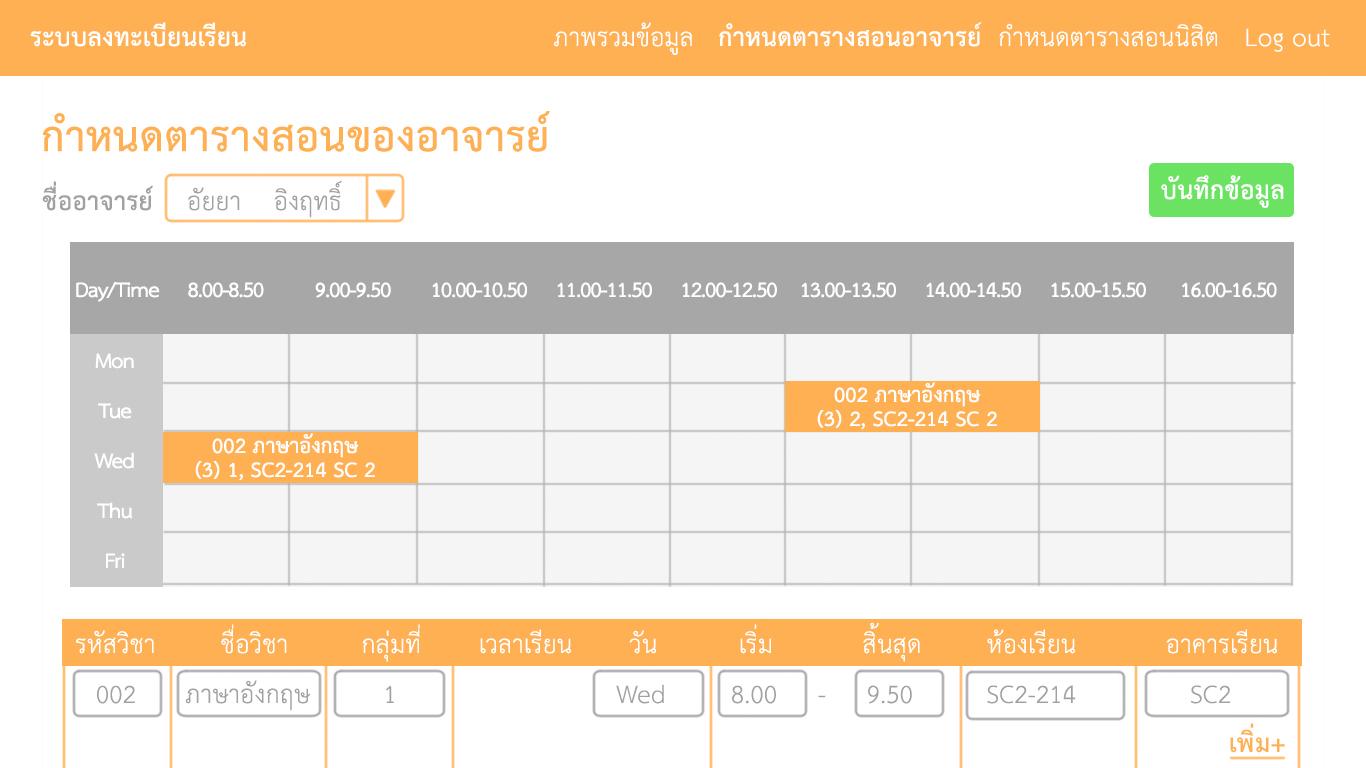 ระบบลงทะเบียนเรียน ภาพรวมข้อมูล กำหนดตารางสอนอาจารย์ กำหนดตารางสอนนิสิต Log out
กำหนดตารางสอนของอาจารย์
ชื่ออาจารย์ อัยยา อิงฤทธิ์ บันทึกข้อมูล
Day/Time 8.00-8.50 9.00-9.50 10.00-10.50 11.00-11.50 12.00-12.50 13.00-13.50 14.00-14.50 15.00-15.50 16.00-16.50
Mon
Tue 002 ภาษาอังกฤษ
(3) 2, SC2-214 SC 2
Wed 002 ภาษาอังกฤษ
(3) 1, SC2-214 SC 2
Thu
Fri
รหัสวิชา ชื่อวิชา กลุ่มที่ เวลาเรียน วัน เริ่ม สิ้นสุด ห้องเรียน อาคารเรียน
002 ภาษาอังกฤษ 1 Wed 8.00 - 9.50 SC2-214 SC2
เพิ่ม+